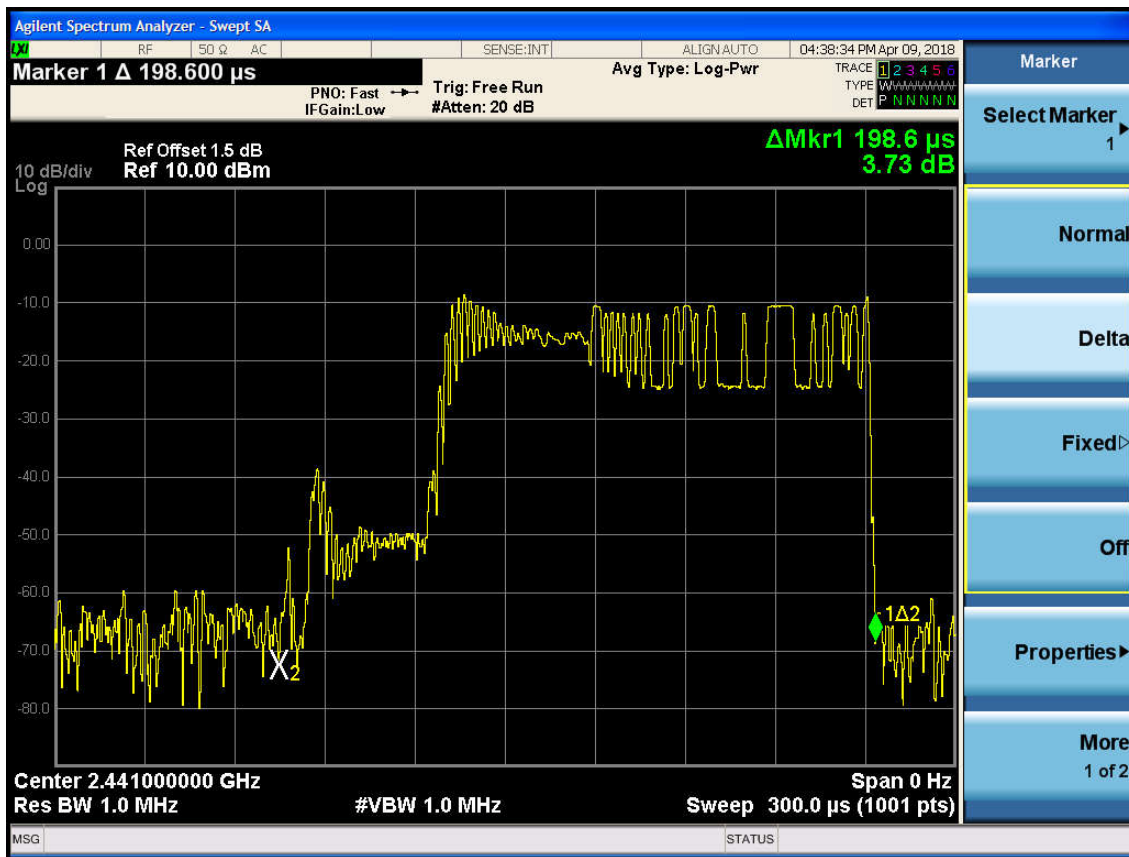 Agilent Spectrum Analyzer - Swept SA
LXI RF 50 Ω AC SENSE:INT ALIGN AUTO 04:38:34 PM Apr 09, 2018
Marker 1 Δ 198.600 µs
PNO: Fast
IFGain:Low
Trig: Free Run
#Atten: 20 dB
Avg Type: Log-Pwr
TRACE 1 2 3 4 5 6
TYPE WWWWWW
DET P N N N N N
ΔMkr1 198.6 µs
3.73 dB
Ref Offset 1.5 dB
10 dB/div Ref 10.00 dBm
Log
0.00
-10.0
-20.0
-30.0
-40.0
-50.0
-60.0
-70.0
-80.0
1Δ2
X2
Center 2.441000000 GHz Span 0 Hz
Res BW 1.0 MHz #VBW 1.0 MHz Sweep 300.0 µs (1001 pts)
MSG STATUS
Marker
Select Marker
1
Normal
Delta
Fixed
Off
Properties
More
1 of 2